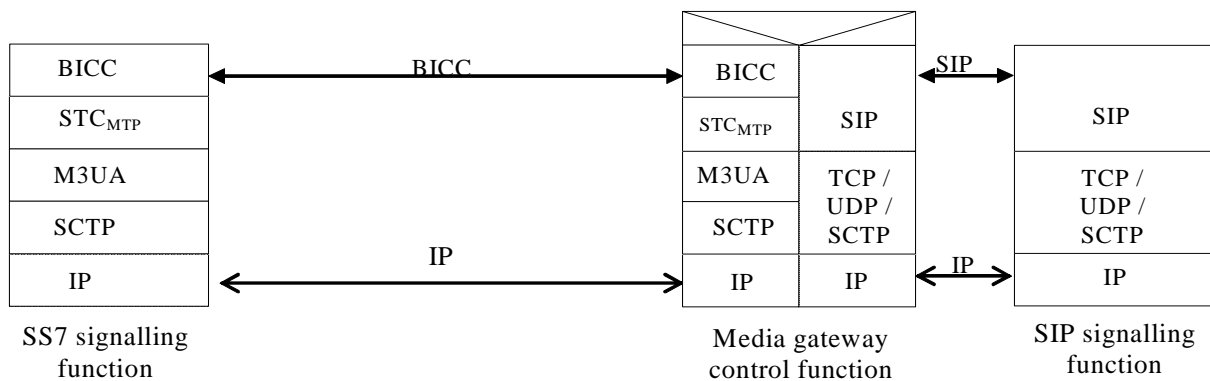 BICC
STCMTP
M3UA
SCTP
IP
SS7 signalling
function
BICC
IP
BICC
STCMTP
M3UA
SCTP
IP
SIP
TCP /
UDP /
SCTP
IP
Media gateway
control function
SIP
IP
SIP
TCP /
UDP /
SCTP
IP
SIP signalling
function